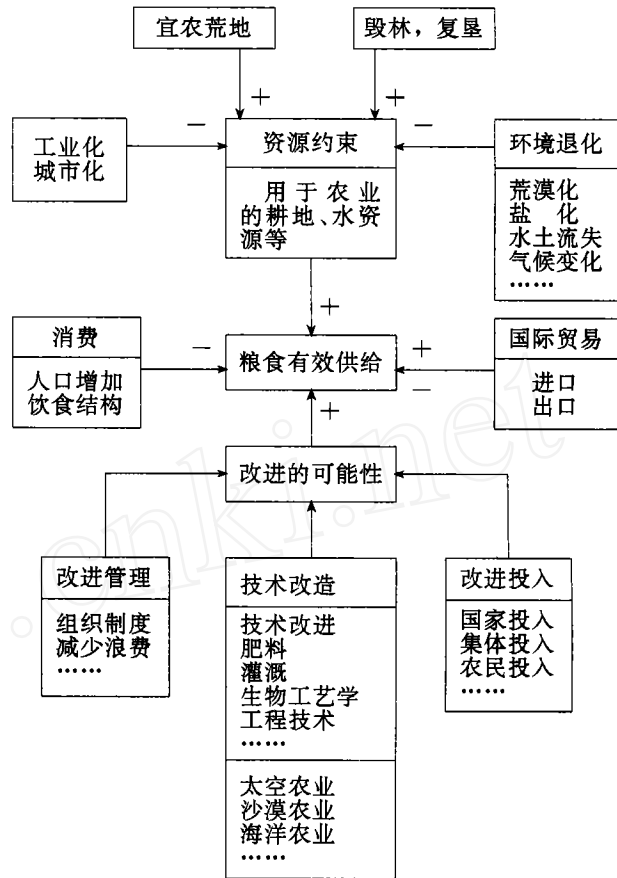 宜农荒地
毁林，复垦
+
+
工业化
城市化
−
资源约束
用于农业
的耕地、水资
源等
−
环境退化
荒漠化
盐 化
水土流失
气候变化
……
+
消费
人口增加
饮食结构
−
粮食有效供给
+
−
国际贸易
进口
出口
+
改进的可能性
改进管理
组织制度
减少浪费
……
技术改造
技术改进
肥料
灌溉
生物工艺学
工程技术
……
太空农业
沙漠农业
海洋农业
……
改进投入
国家投入
集体投入
农民投入
……
.cnki.net